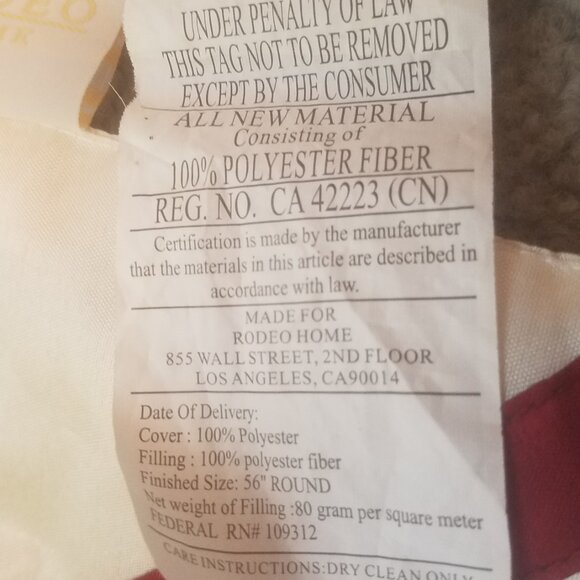 UNDER PENALTY OF LAW
THIS TAG NOT TO BE REMOVED
EXCEPT BY THE CONSUMER
ALL NEW MATERIAL
Consisting of
100% POLYESTER FIBER
REG. NO. CA 42223 (CN)
Certification is made by the manufacturer
that the materials in this article are described in
accordance with law.
MADE FOR
RODEO HOME
855 WALL STREET, 2ND FLOOR
LOS ANGELES, CA90014
Date Of Delivery:
Cover : 100% Polyester
Filling : 100% polyester fiber
Finished Size: 56" ROUND
Net weight of Filling :80 gram per square meter
FEDERAL RN# 109312
CARE INSTRUCTIONS:DRY CLEAN ONLY